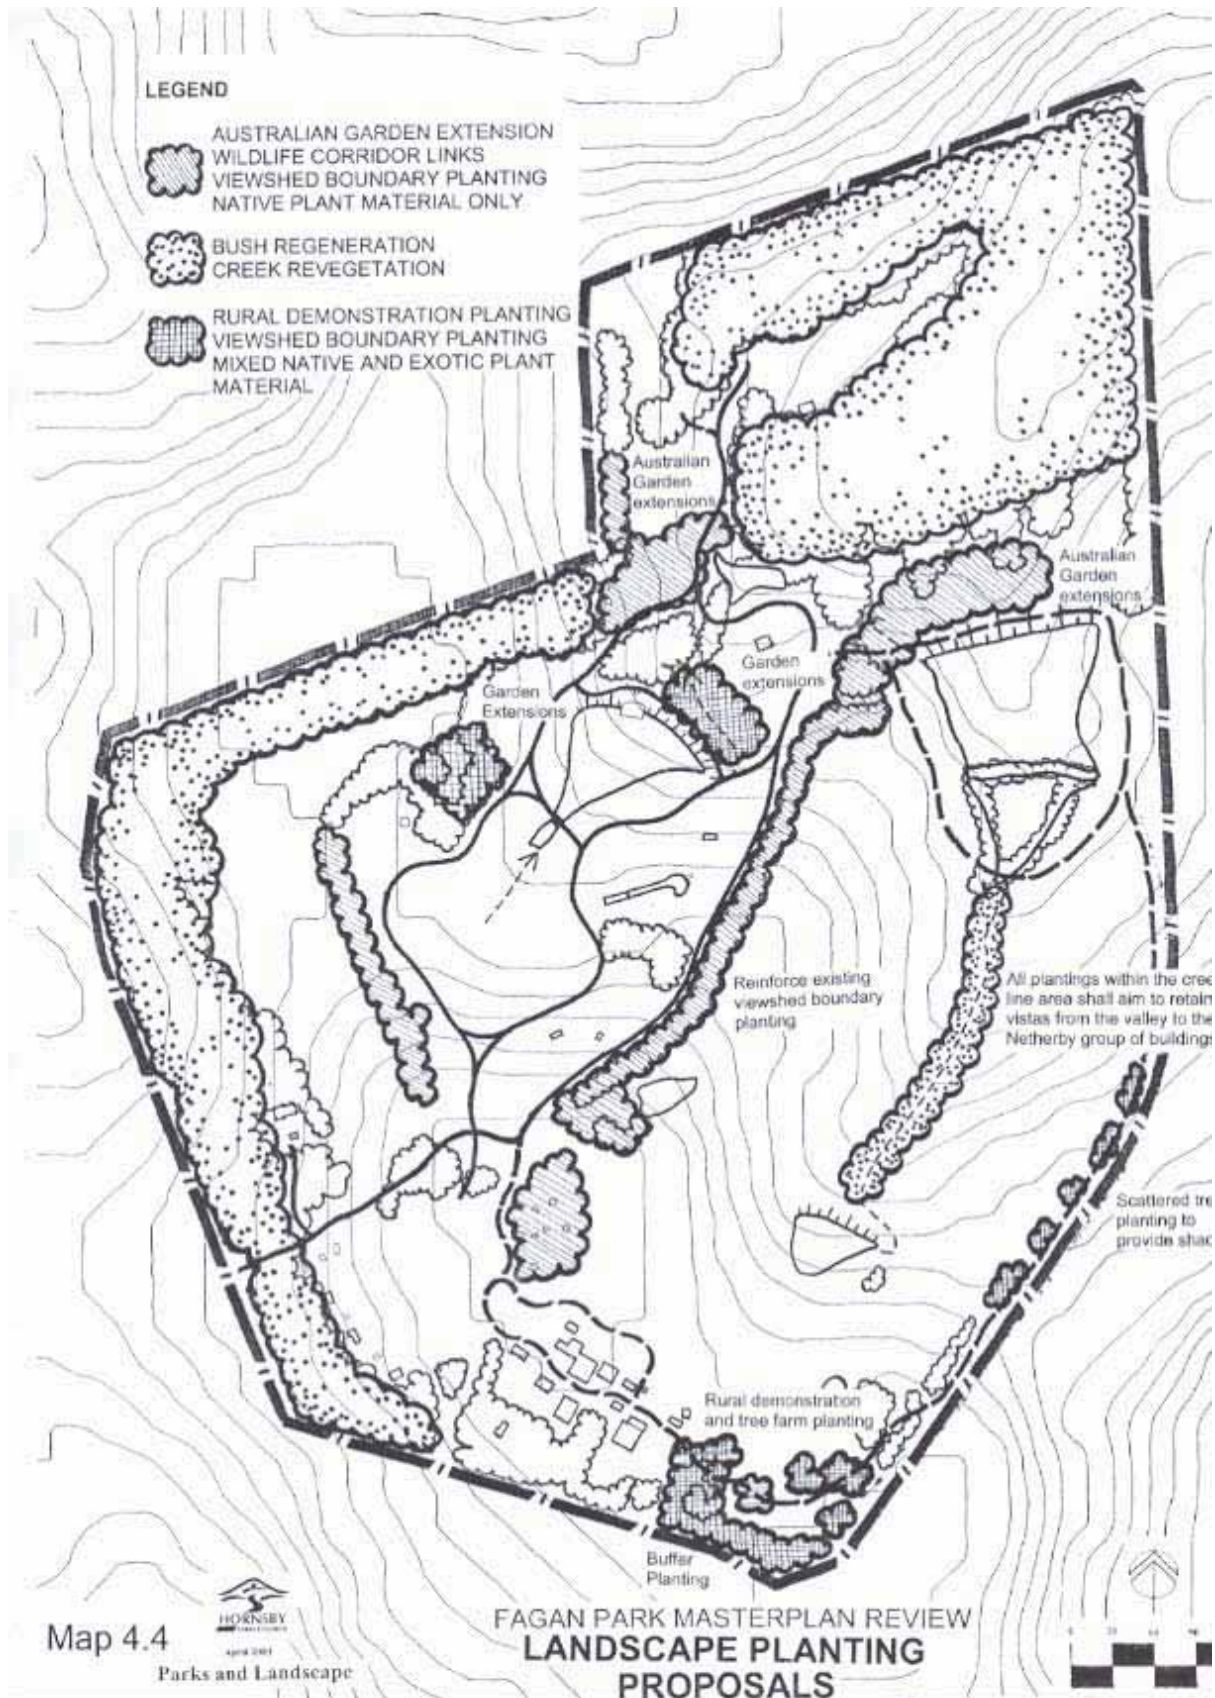 LEGEND
AUSTRALIAN GARDEN EXTENSION
WILDLIFE CORRIDOR LINKS
VIEWSHED BOUNDARY PLANTING
NATIVE PLANT MATERIAL ONLY
BUSH REGENERATION
CREEK REVEGETATION
RURAL DEMONSTRATION PLANTING
VIEWSHED BOUNDARY PLANTING
MIXED NATIVE AND EXOTIC PLANT
MATERIAL
Australian
Garden
extensions
Australian
Garden
extensions
Garden
extensions
Garden
Extensions
Reinforce existing
viewshed boundary
planting
All plantings within the cree
line area shall aim to retain
vistas from the valley to the
Netherby group of buildings
Scattered tre
planting to
provide shad
Rural demonstration
and tree farm planting
Buffer
Planting
Map 4.4
HORNSBY
Parks and Landscape
FAGAN PARK MASTERPLAN REVIEW
LANDSCAPE PLANTING
PROPOSALS